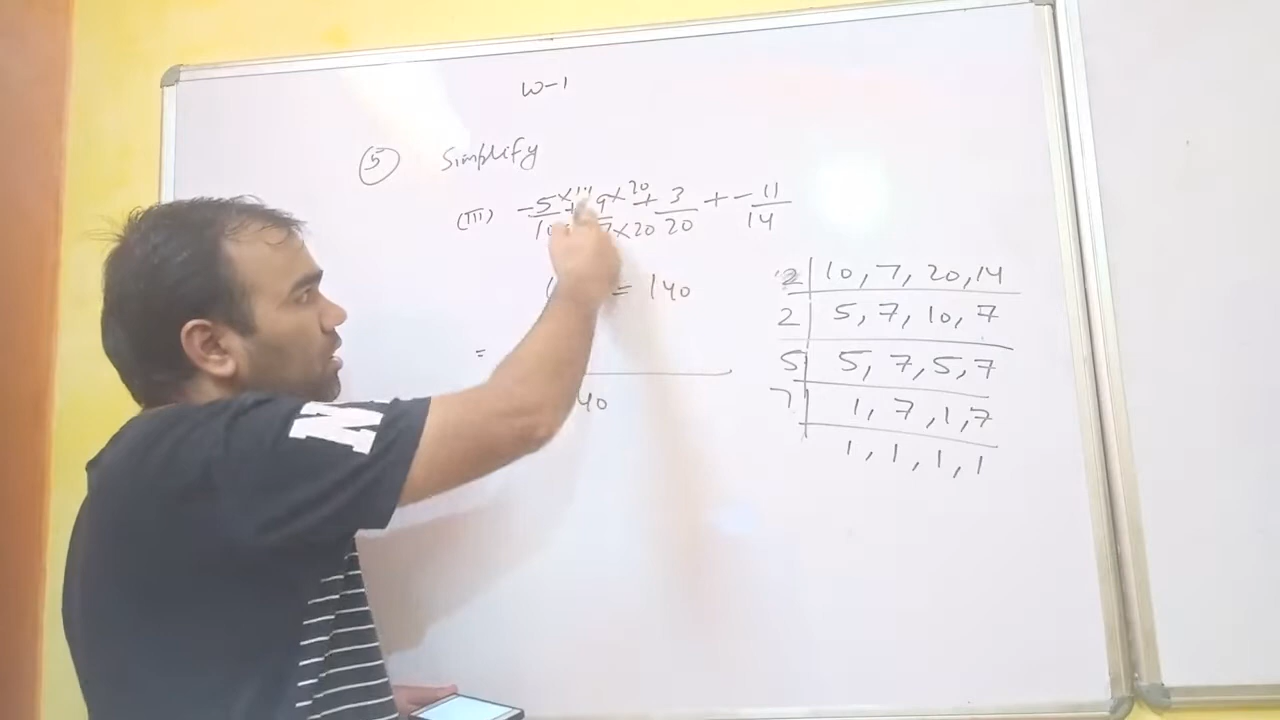 W-1
5 Simplify
(III) -5×14/10 + 9×20/7×20 + 3/20 + -11/14
= 140
=
40
2 | 10, 7, 20, 14
2 | 5, 7, 10, 7
5 | 5, 7, 5, 7
7 | 1, 7, 1, 7
1, 1, 1, 1
N